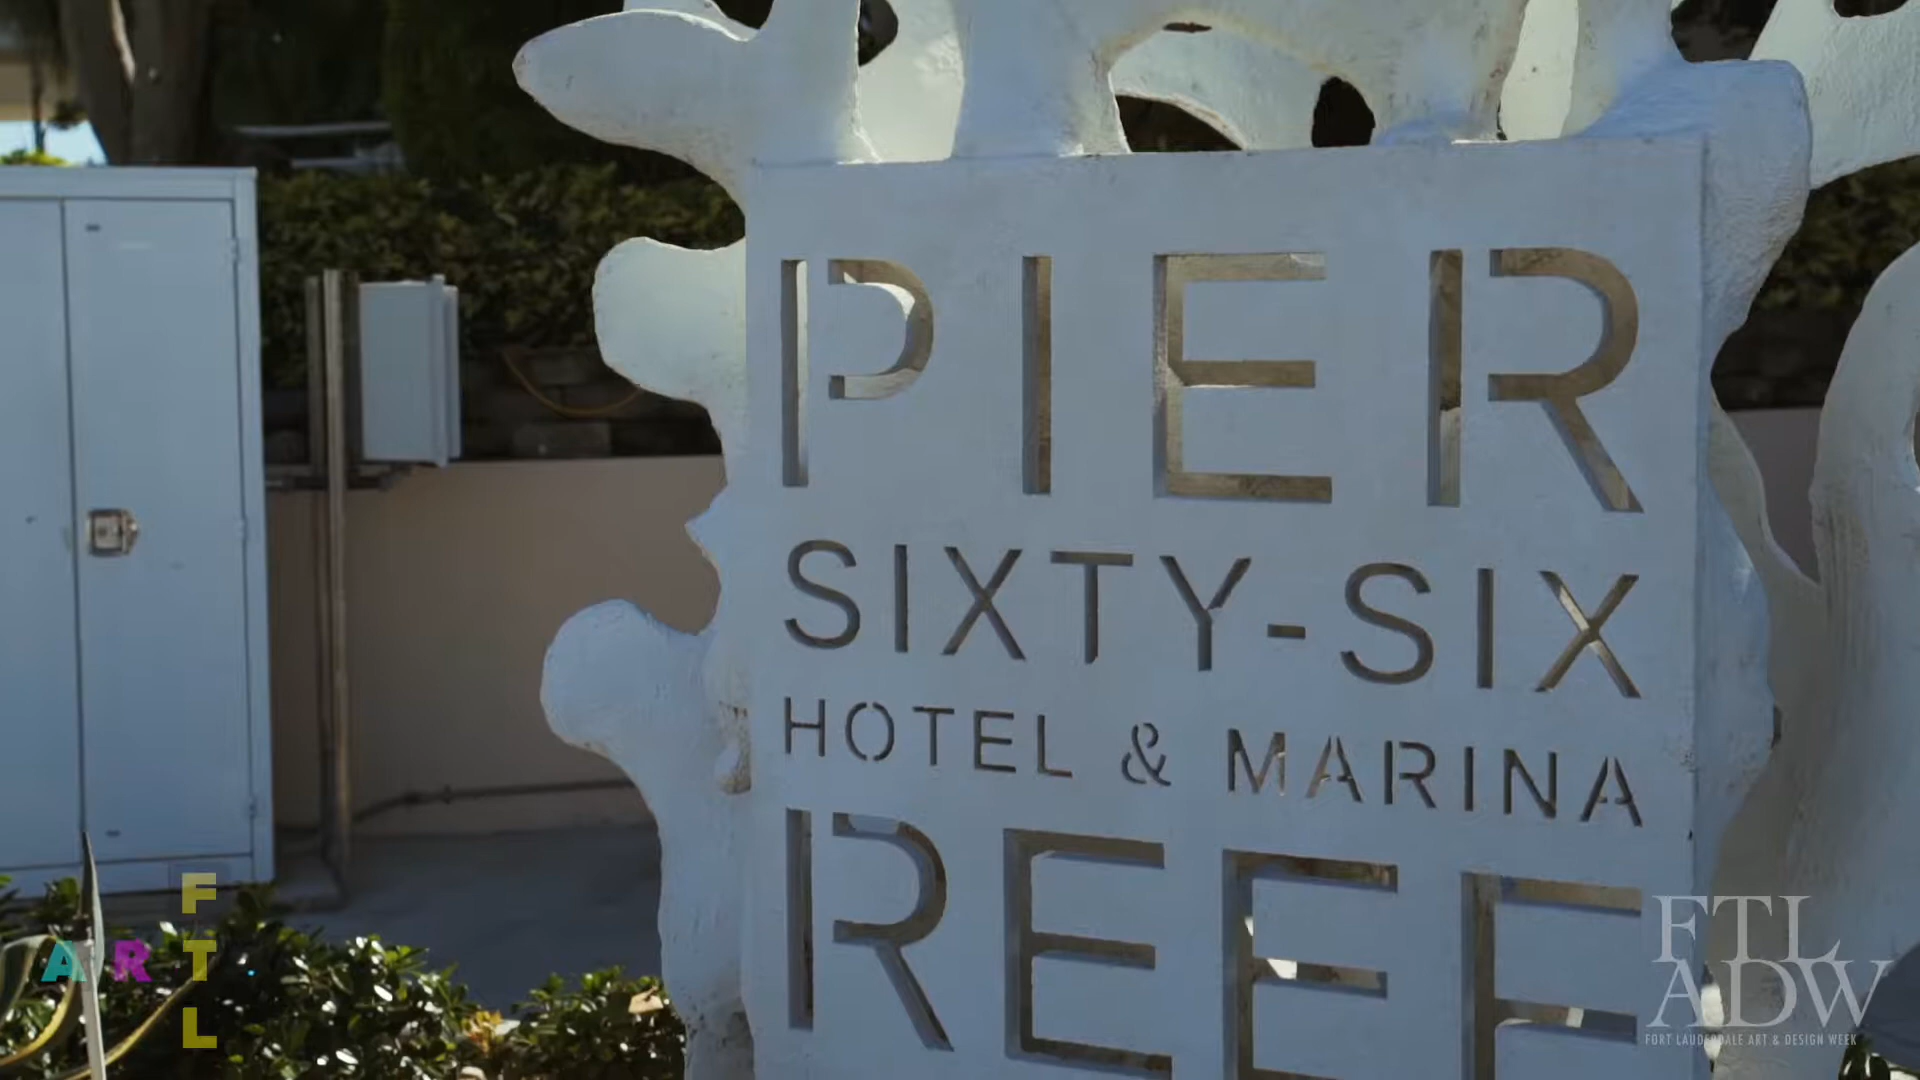 PIER
SIXTY-SIX
HOTEL & MARINA
REEF
ART.
FTL
FTL
ADW
FORT LAUDERDALE ART & DESIGN WEEK